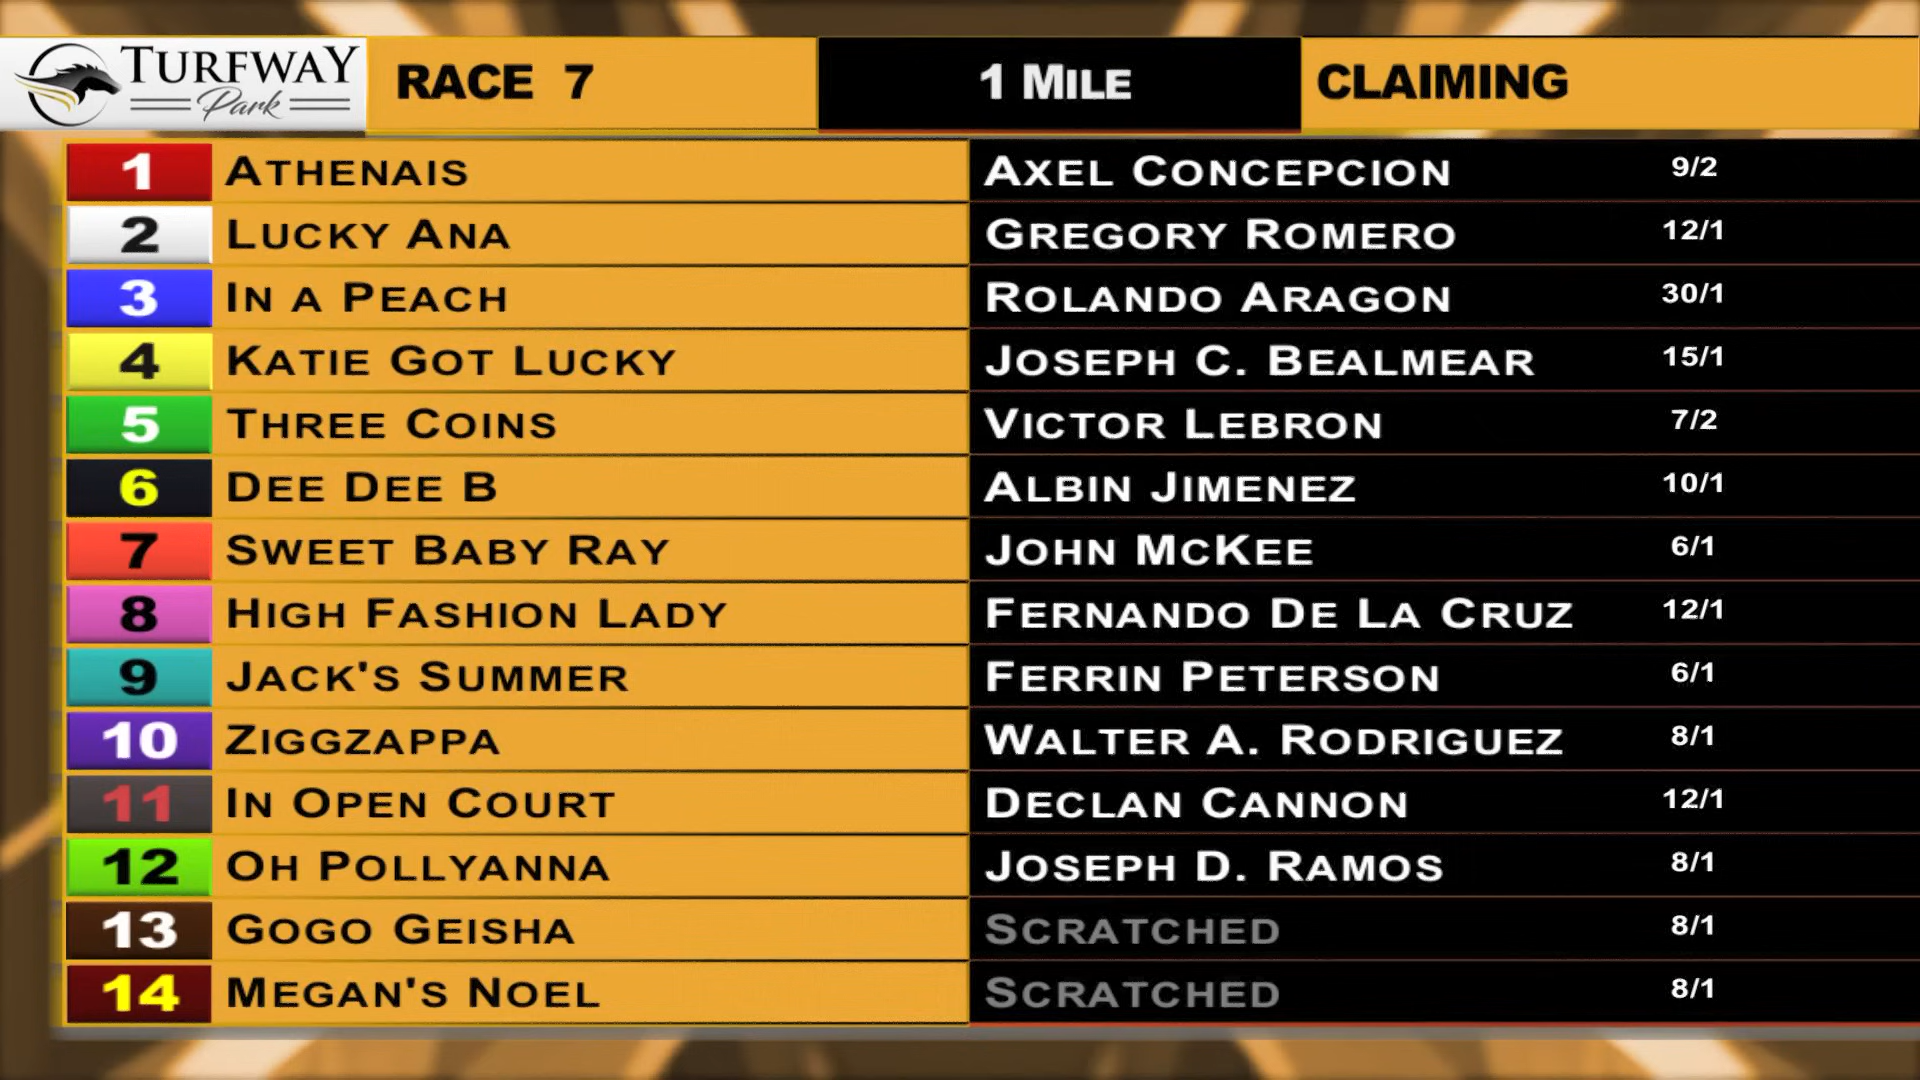 TURFWAY Park RACE 7 1 MILE CLAIMING
1 ATHENAIS AXEL CONCEPCION 9/2
2 LUCKY ANA GREGORY ROMERO 12/1
3 IN A PEACH ROLANDO ARAGON 30/1
4 KATIE GOT LUCKY JOSEPH C. BEALMEAR 15/1
5 THREE COINS VICTOR LEBRON 7/2
6 DEE DEE B ALBIN JIMENEZ 10/1
7 SWEET BABY RAY JOHN MCKEE 6/1
8 HIGH FASHION LADY FERNANDO DE LA CRUZ 12/1
9 JACK'S SUMMER FERRIN PETERSON 6/1
10 ZIGGZAPPA WALTER A. RODRIGUEZ 8/1
11 IN OPEN COURT DECLAN CANNON 12/1
12 OH POLLYANNA JOSEPH D. RAMOS 8/1
13 GOGO GEISHA SCRATCHED 8/1
14 MEGAN'S NOEL SCRATCHED 8/1